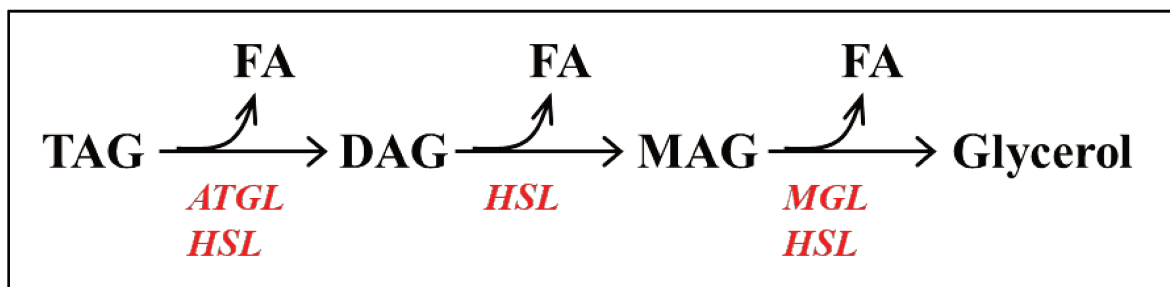 FA FA FA
TAG DAG MAG Glycerol
ATGL HSL MGL
HSL HSL